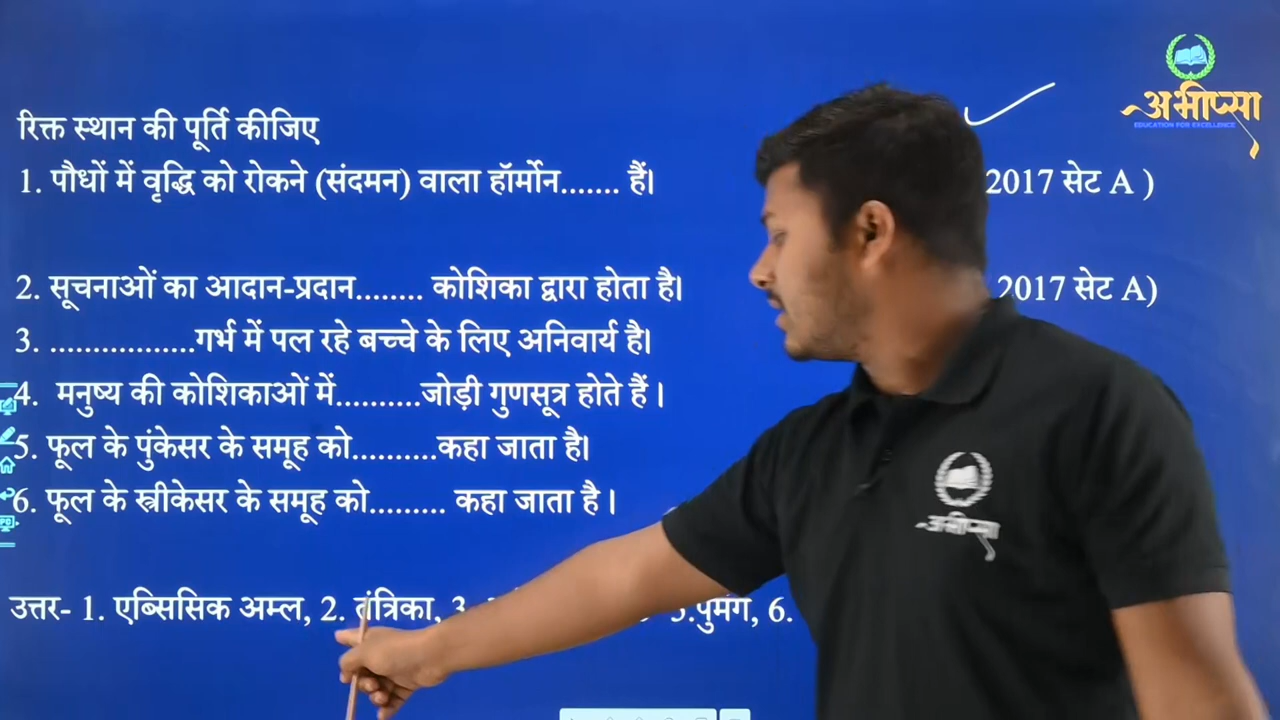 अभीप्सा
EDUCATION FOR EXCELLENCE
रिक्त स्थान की पूर्ति कीजिए
1. पौधों में वृद्धि को रोकने (संदमन) वाला हॉर्मोन....... हैं। 2017 सेट A )
2. सूचनाओं का आदान-प्रदान........ कोशिका द्वारा होता है। 2017 सेट A)
3. .................गर्भ में पल रहे बच्चे के लिए अनिवार्य है।
4. मनुष्य की कोशिकाओं में..........जोड़ी गुणसूत्र होते हैं ।
5. फूल के पुंकेसर के समूह को..........कहा जाता है।
6. फूल के स्त्रीकेसर के समूह को......... कहा जाता है ।
उत्तर- 1. एब्सिसिक अम्ल, 2. तंत्रिका, 3. 5.पुमंग, 6.
अभीप्सा